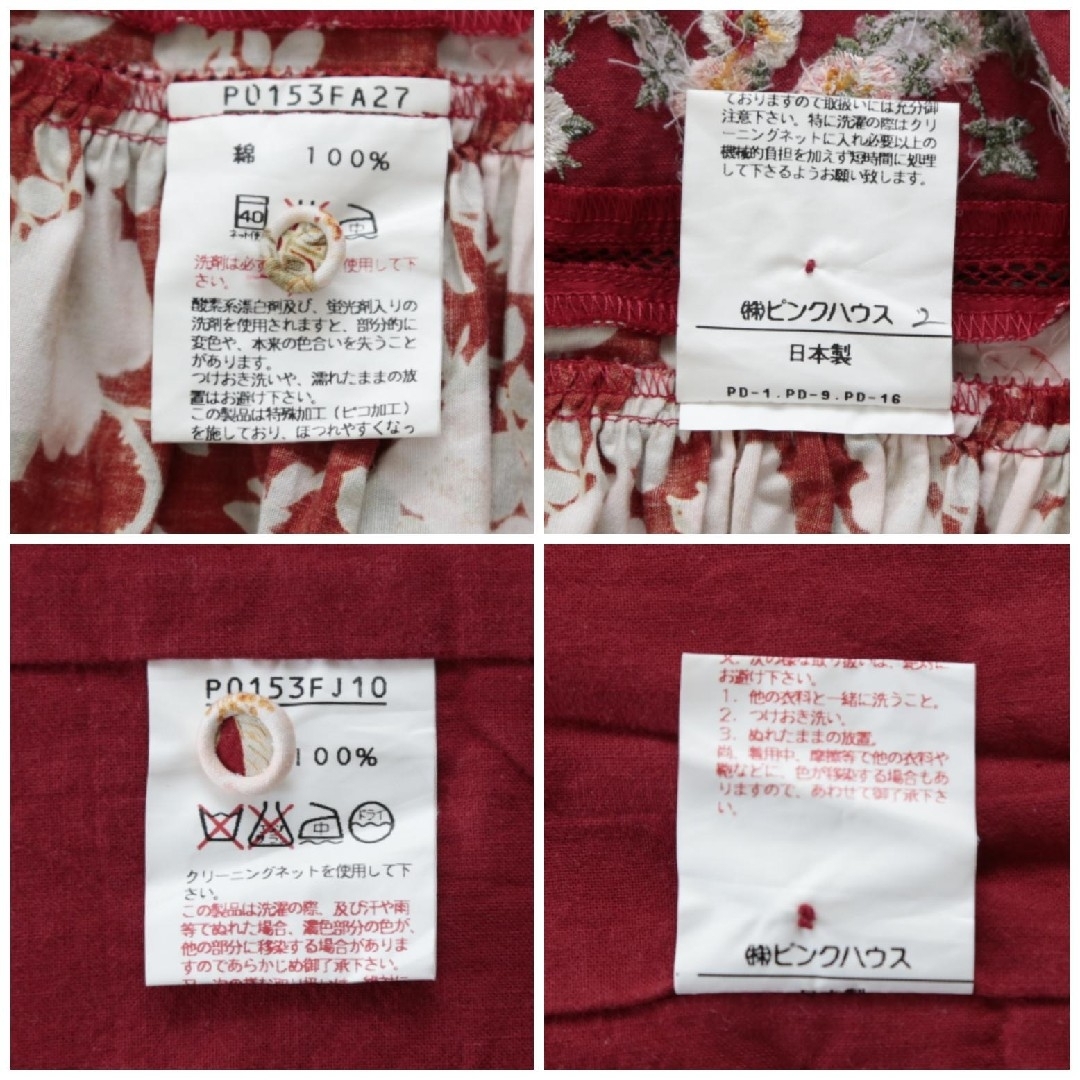 P0153FA27
綿 100%
40
ネット使
中
洗剤は必ず 使用して下
さい。
酸素系漂白剤及び、蛍光剤入りの
洗剤を使用されますと、部分的に
変色や、本来の色合いを失うこと
があります。
つけおき洗いや、濡れたままの放
置はお避け下さい。
この製品は特殊加工(ピコ加工)
を施しており、ほつれやすくなっ
ておりますので取扱いには充分御
注意下さい。特に洗濯の際はクリ
ーニングネットに入れ必要以上の
機械的負担を加えず短時間に処理
して下さるようお願い致します。
㈱ピンクハウス 2
日本製
PD-1.PD-9.PD-16
P0153FJ10
100%
中 ドライ
クリーニングネットを使用して下
さい。
この製品は洗濯の際、及び汗や雨
等でぬれた場合、濃色部分の色が、
他の部分に移染する場合がありま
すのであらかじめ御了承下さい。
又、次の様な取り扱いは、絶対に
お避け下さい。
1. 他の衣料と一緒に洗うこと。
2. つけおき洗い。
3. ぬれたままの放置。
尚、着用中、摩擦等で他の衣料や
鞄などに、色が移染する場合もあ
りますので、あわせて御了承下さ
い。
㈱ピンクハウス
日本製